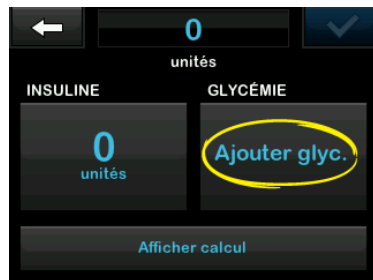 0
unités
INSULINE
GLYCÉMIE
0
unités
Ajouter glyc.
Afficher calcul